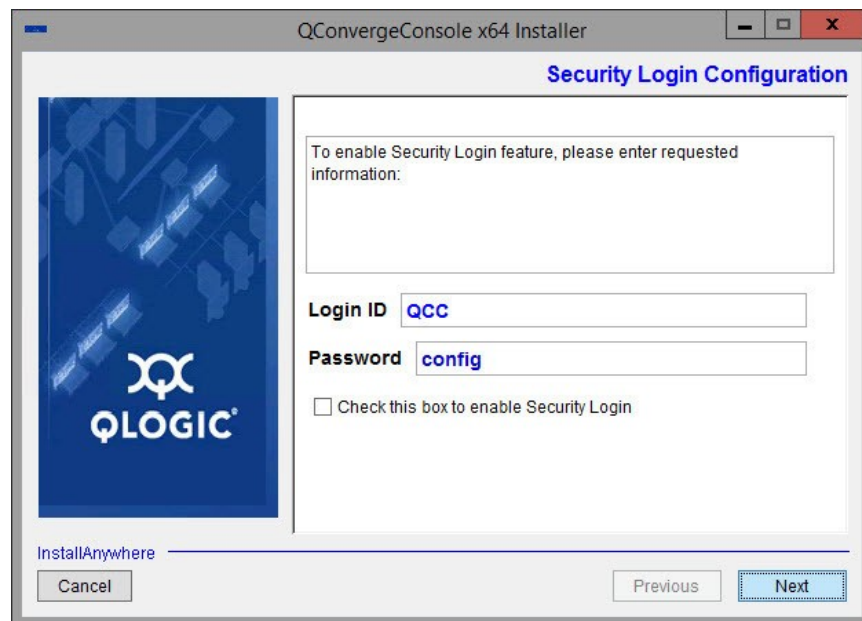 QConvergeConsole x64 Installer
Security Login Configuration
To enable Security Login feature, please enter requested
information:
Login ID QCC
Password config
Check this box to enable Security Login
QLOGIC®
InstallAnywhere
Cancel Previous Next